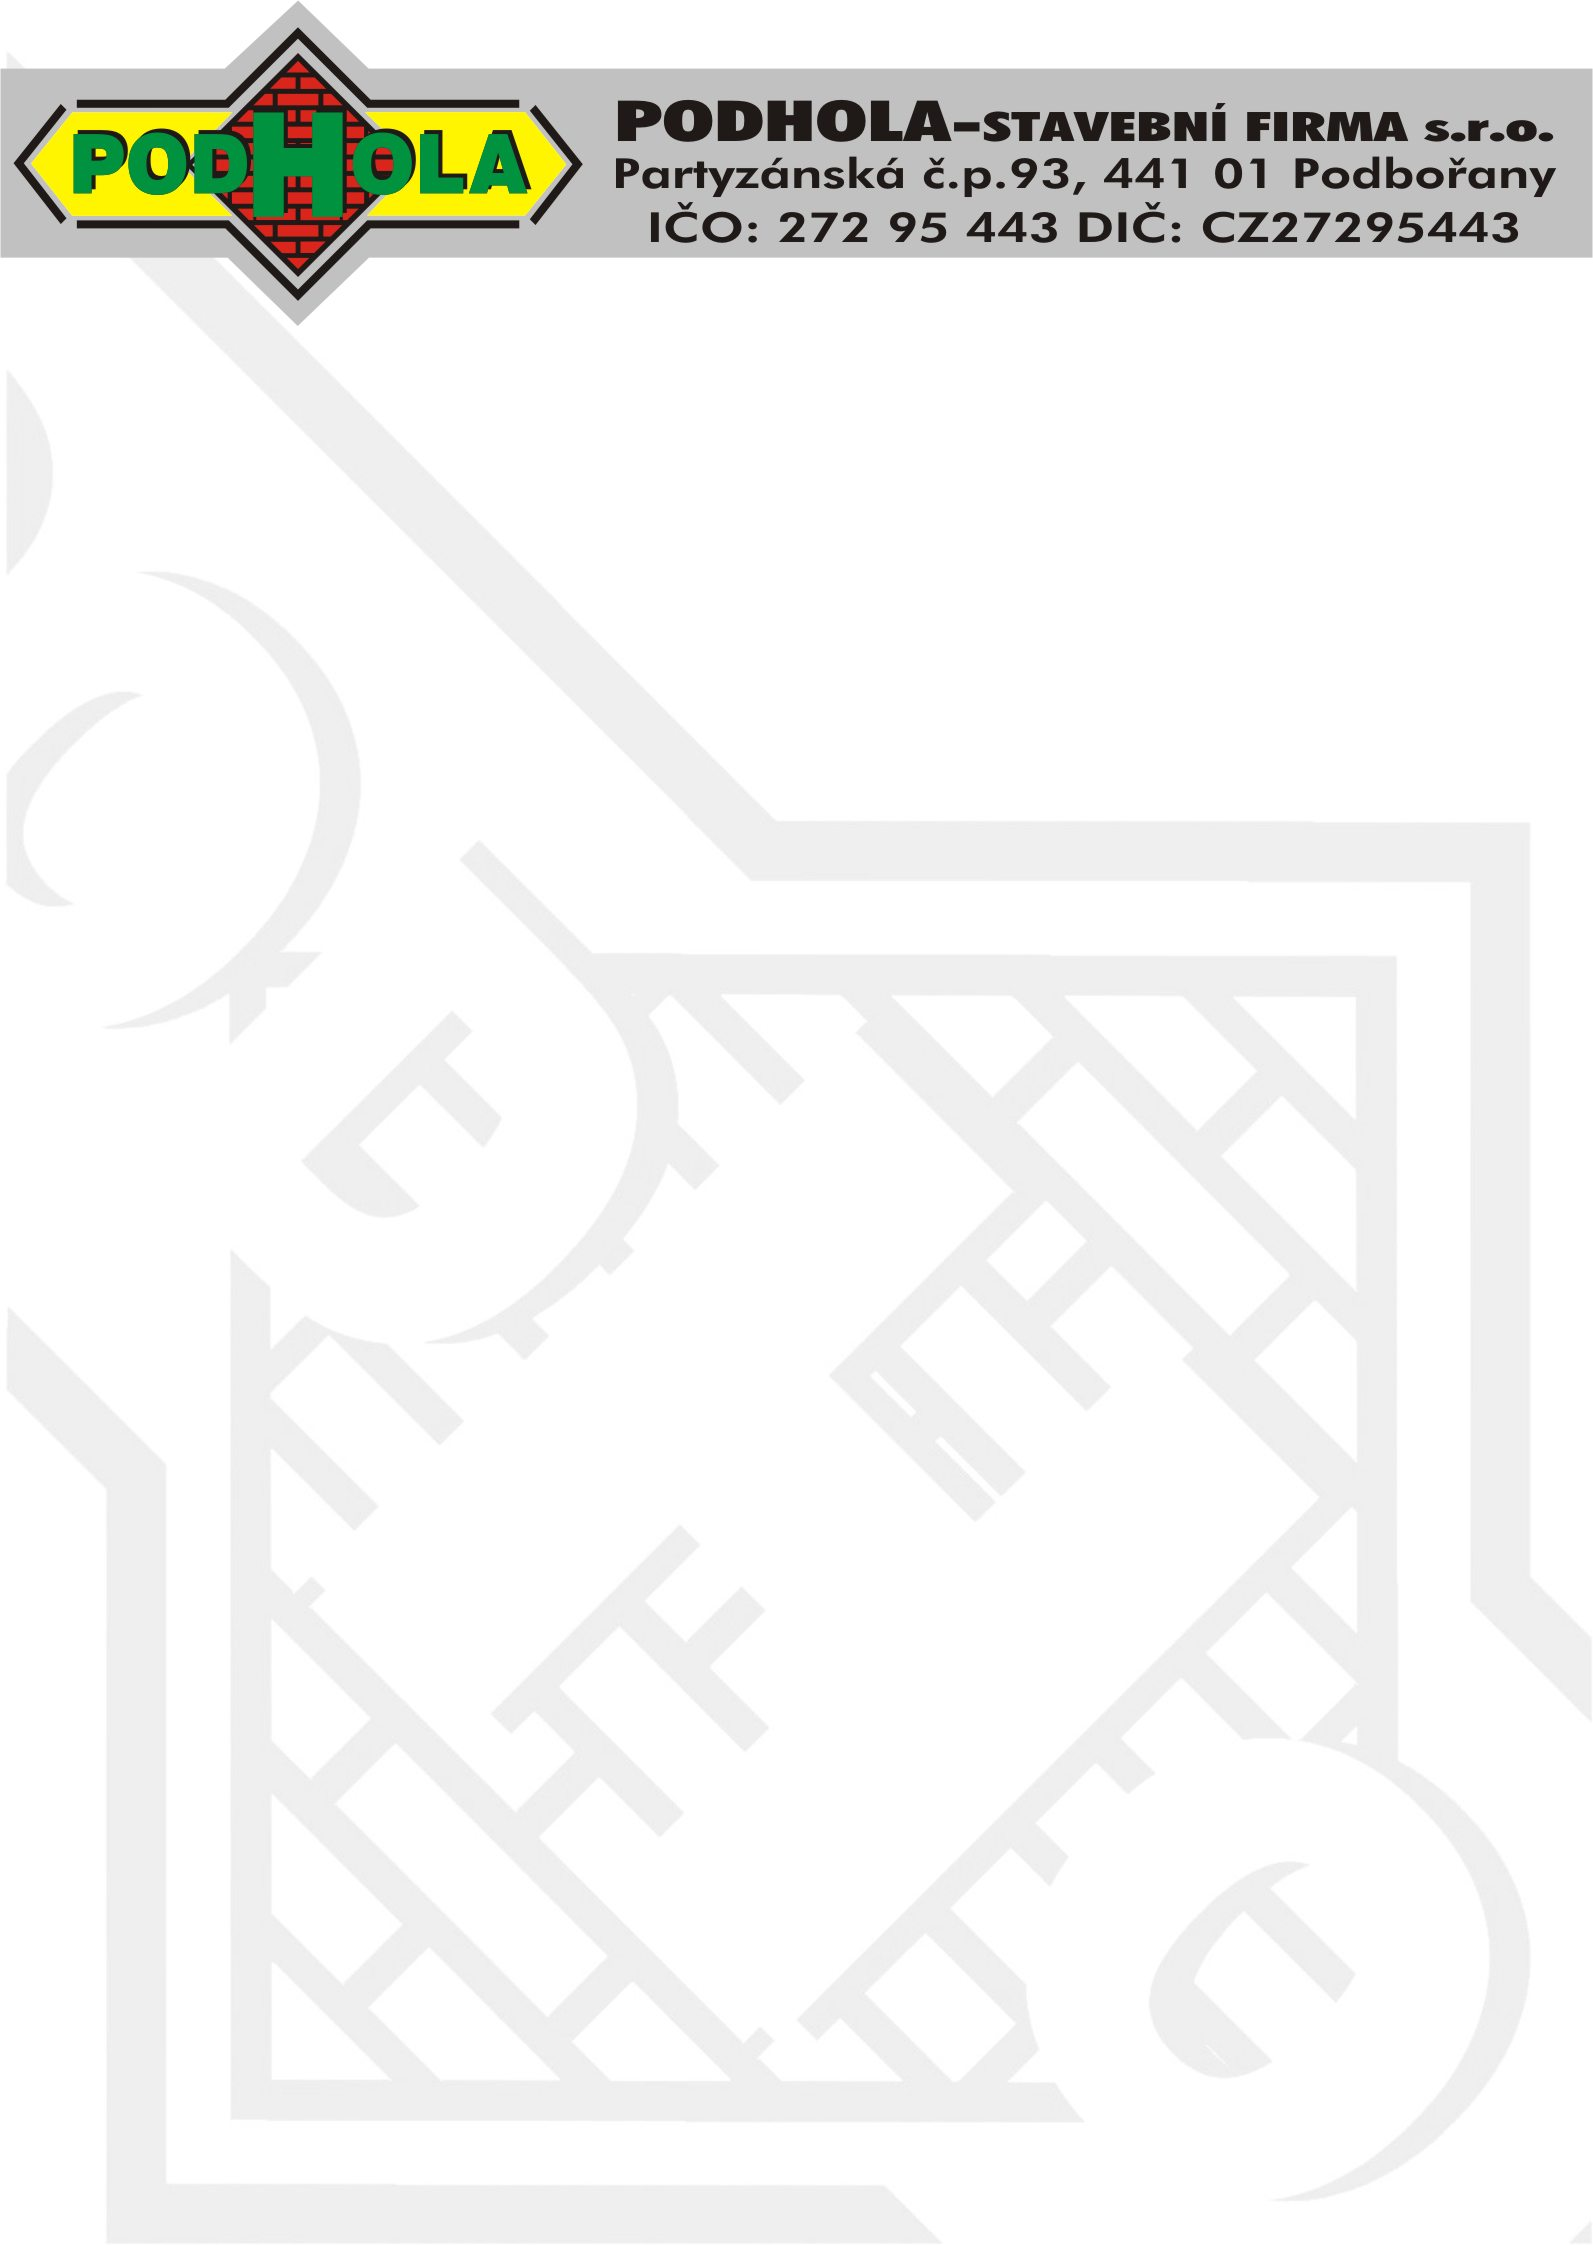 PODHOLA
PODHOLA-STAVEBNÍ FIRMA s.r.o.
Partyzánská č.p.93, 441 01 Podbořany
IČO: 272 95 443 DIČ: CZ27295443